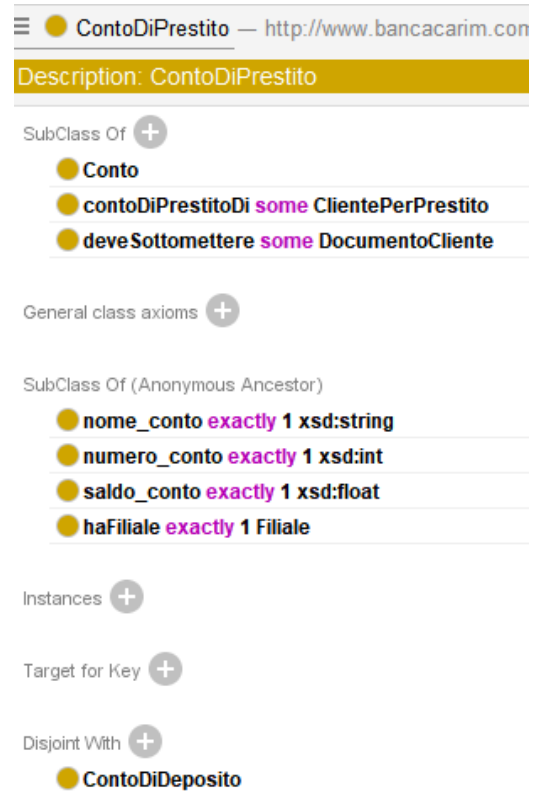 ContoDiPrestito — http://www.bancacarim.com
Description: ContoDiPrestito
SubClass Of
Conto
contoDiPrestitoDi some ClientePerPrestito
deveSottomettere some DocumentoCliente
General class axioms
SubClass Of (Anonymous Ancestor)
nome_conto exactly 1 xsd:string
numero_conto exactly 1 xsd:int
saldo_conto exactly 1 xsd:float
haFiliale exactly 1 Filiale
Instances
Target for Key
Disjoint With
ContoDiDeposito